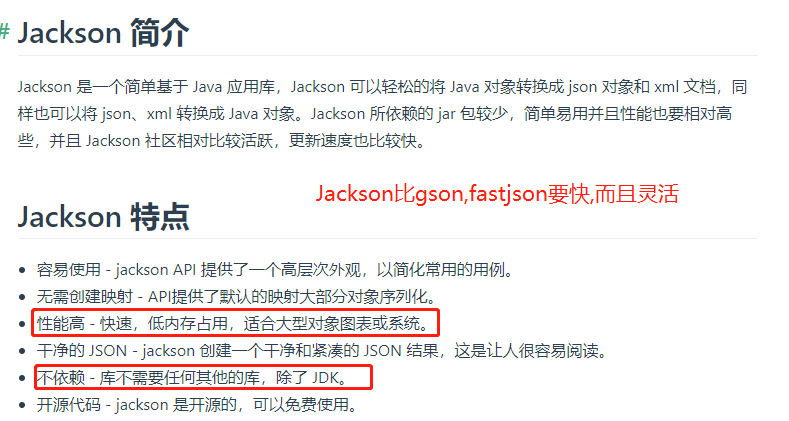 # Jackson 简介
Jackson 是一个简单基于 Java 应用库，Jackson 可以轻松的将 Java 对象转换成 json 对象和 xml 文档，同
样也可以将 json、xml 转换成 Java 对象。Jackson 所依赖的 jar 包较少，简单易用并且性能也要相对高
些，并且 Jackson 社区相对比较活跃，更新速度也比较快。
Jackson比gson,fastjson要快,而且灵活
Jackson 特点
• 容易使用 - jackson API 提供了一个高层次外观，以简化常用的用例。
• 无需创建映射 - API提供了默认的映射大部分对象序列化。
• 性能高 - 快速，低内存占用，适合大型对象图表或系统。
• 干净的 JSON - jackson 创建一个干净和紧凑的 JSON 结果，这是让人很容易阅读。
• 不依赖 - 库不需要任何其他的库，除了 JDK。
• 开源代码 - jackson 是开源的，可以免费使用。